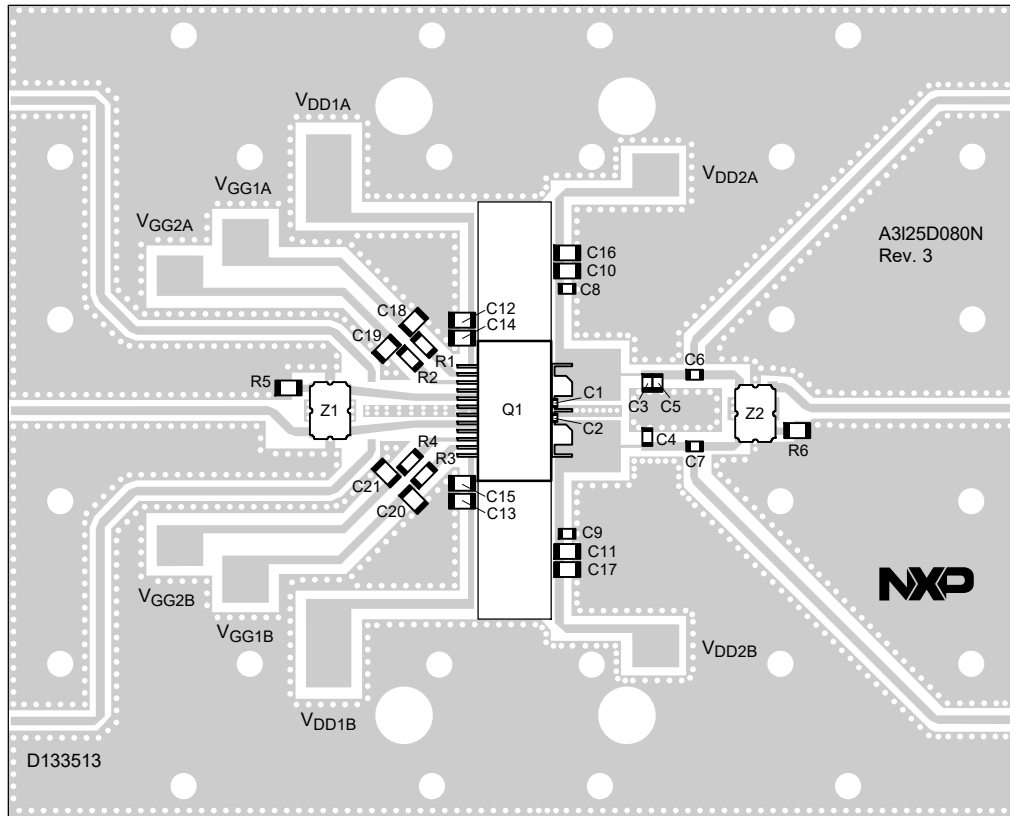 VDD1A
VGG1A
VGG2A
VDD2A
A3I25D080N
Rev. 3
C16
C10
C8
C18
C12
C14
C19
R1
R2
C6
R5
Z1
Q1
C1
C2
C3
C5
Z2
C4
C7
R6
R4
R3
C21
C20
C15
C13
C9
C11
C17
NXP
VGG2B
VGG1B
VDD2B
VDD1B
D133513